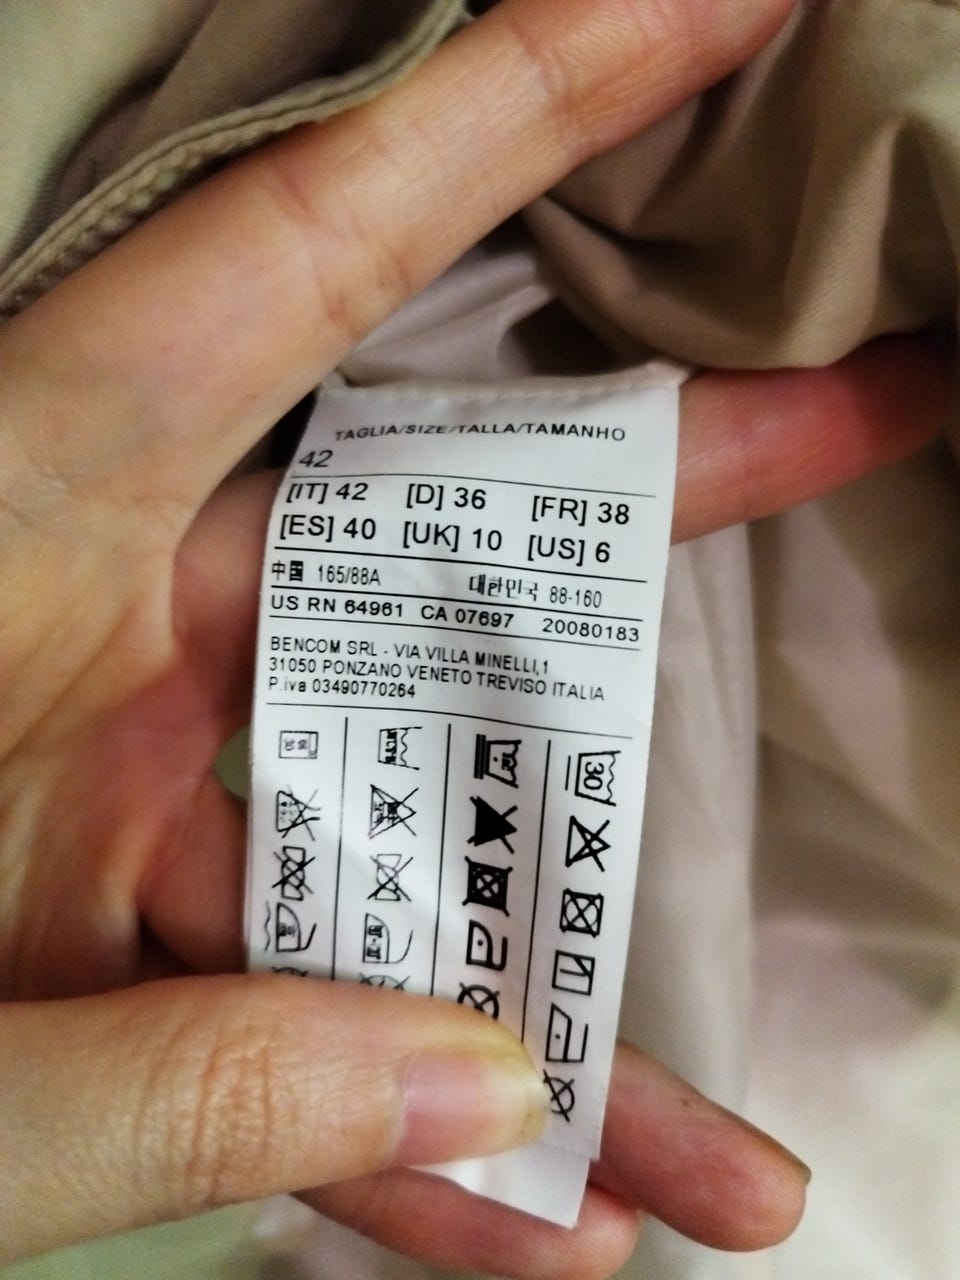 TAGLIA/SIZE/TALLA/TAMANHO
42
[IT] 42 [D] 36 [FR] 38
[ES] 40 [UK] 10 [US] 6
中国 165/88A 대한민국 88-160
US RN 64961 CA 07697 20080183
BENCOM SRL - VIA VILLA MINELLI,1
31050 PONZANO VENETO TREVISO ITALIA
P.iva 03490770264
30